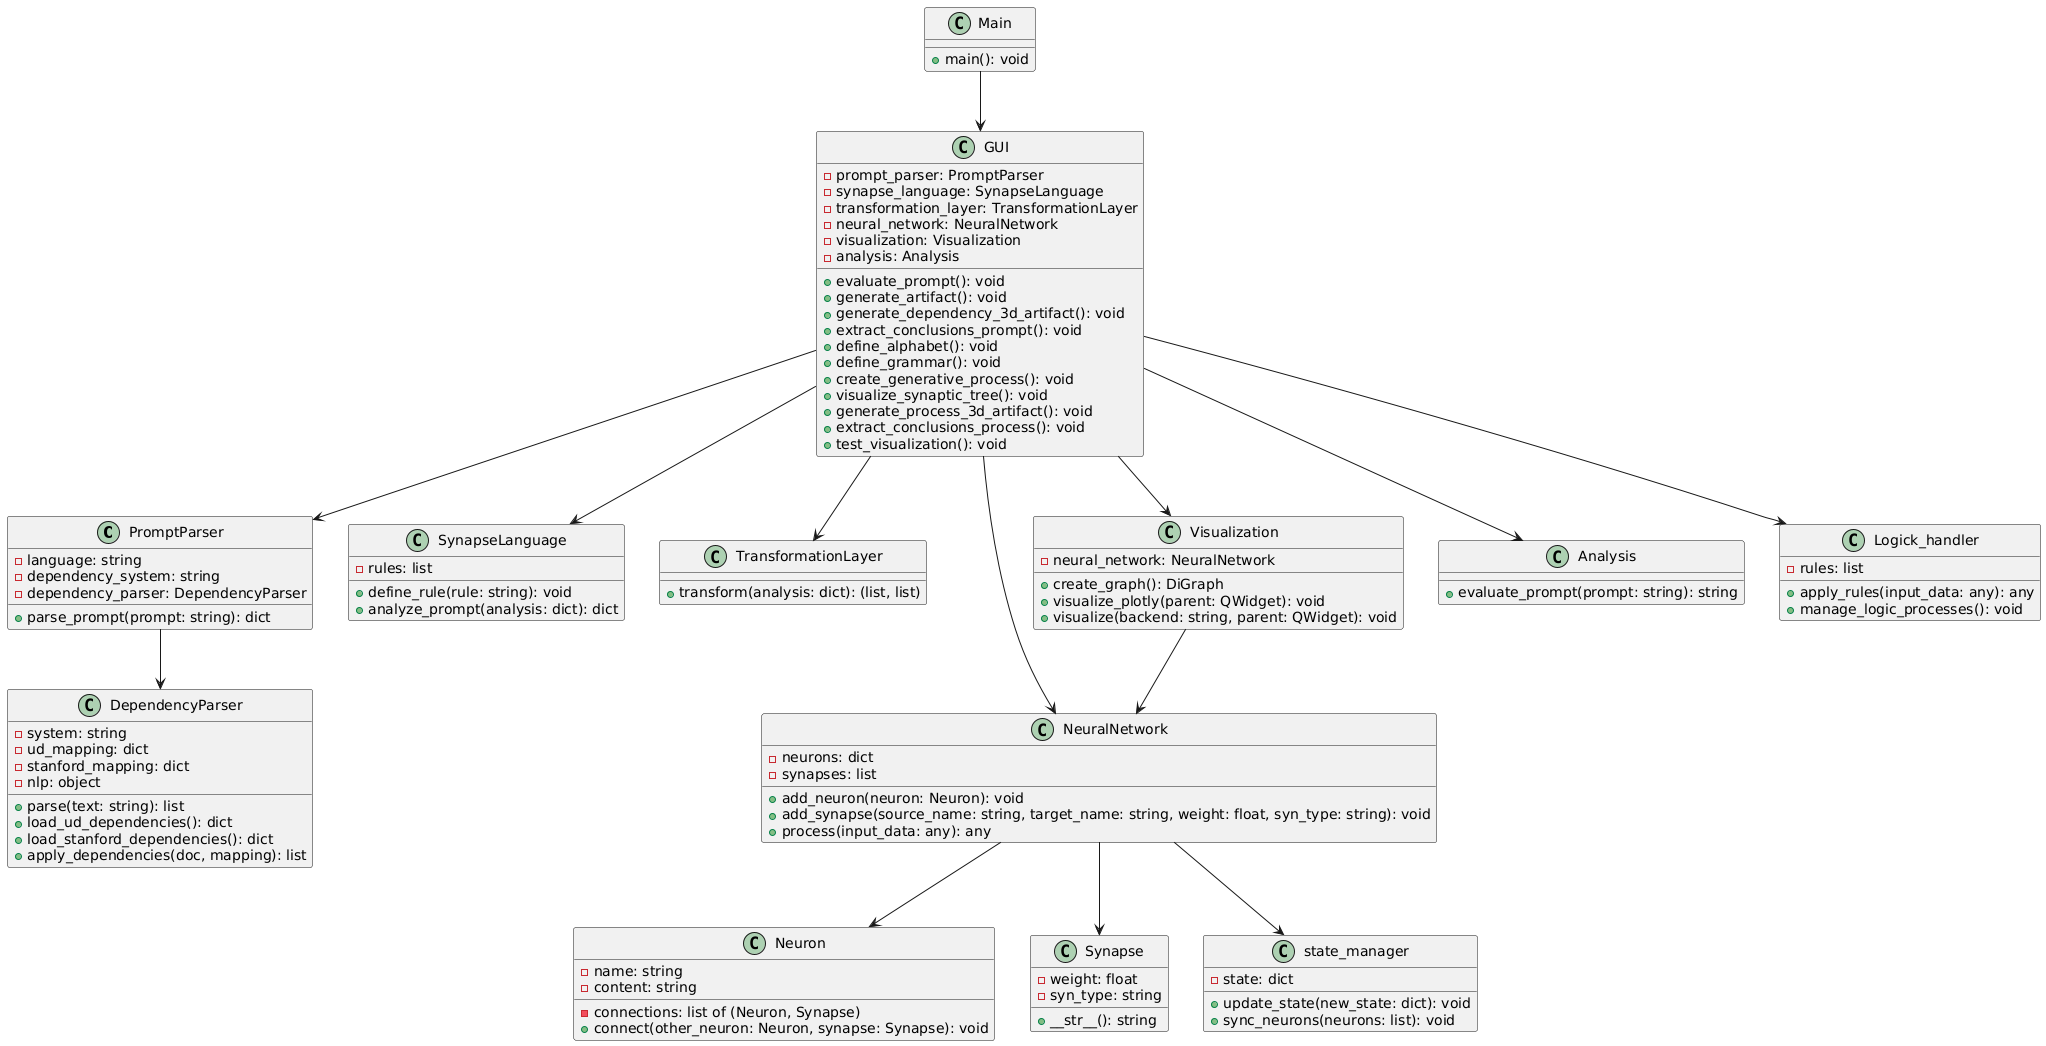 C Main
main(): void
C GUI
prompt_parser: PromptParser
synapse_language: SynapseLanguage
transformation_layer: TransformationLayer
neural_network: NeuralNetwork
visualization: Visualization
analysis: Analysis
evaluate_prompt(): void
generate_artifact(): void
generate_dependency_3d_artifact(): void
extract_conclusions_prompt(): void
define_alphabet(): void
define_grammar(): void
create_generative_process(): void
visualize_synaptic_tree(): void
generate_process_3d_artifact(): void
extract_conclusions_process(): void
test_visualization(): void
C PromptParser
language: string
dependency_system: string
dependency_parser: DependencyParser
parse_prompt(prompt: string): dict
C SynapseLanguage
rules: list
define_rule(rule: string): void
analyze_prompt(analysis: dict): dict
C TransformationLayer
transform(analysis: dict): (list, list)
C Visualization
neural_network: NeuralNetwork
create_graph(): DiGraph
visualize_plotly(parent: QWidget): void
visualize(backend: string, parent: QWidget): void
C Analysis
evaluate_prompt(prompt: string): string
C Logick_handler
rules: list
apply_rules(input_data: any): any
manage_logic_processes(): void
C DependencyParser
system: string
ud_mapping: dict
stanford_mapping: dict
nlp: object
parse(text: string): list
load_ud_dependencies(): dict
load_stanford_dependencies(): dict
apply_dependencies(doc, mapping): list
C NeuralNetwork
neurons: dict
synapses: list
add_neuron(neuron: Neuron): void
add_synapse(source_name: string, target_name: string, weight: float, syn_type: string): void
process(input_data: any): any
C Neuron
name: string
content: string
connections: list of (Neuron, Synapse)
connect(other_neuron: Neuron, synapse: Synapse): void
C Synapse
weight: float
syn_type: string
__str__(): string
C state_manager
state: dict
update_state(new_state: dict): void
sync_neurons(neurons: list): void